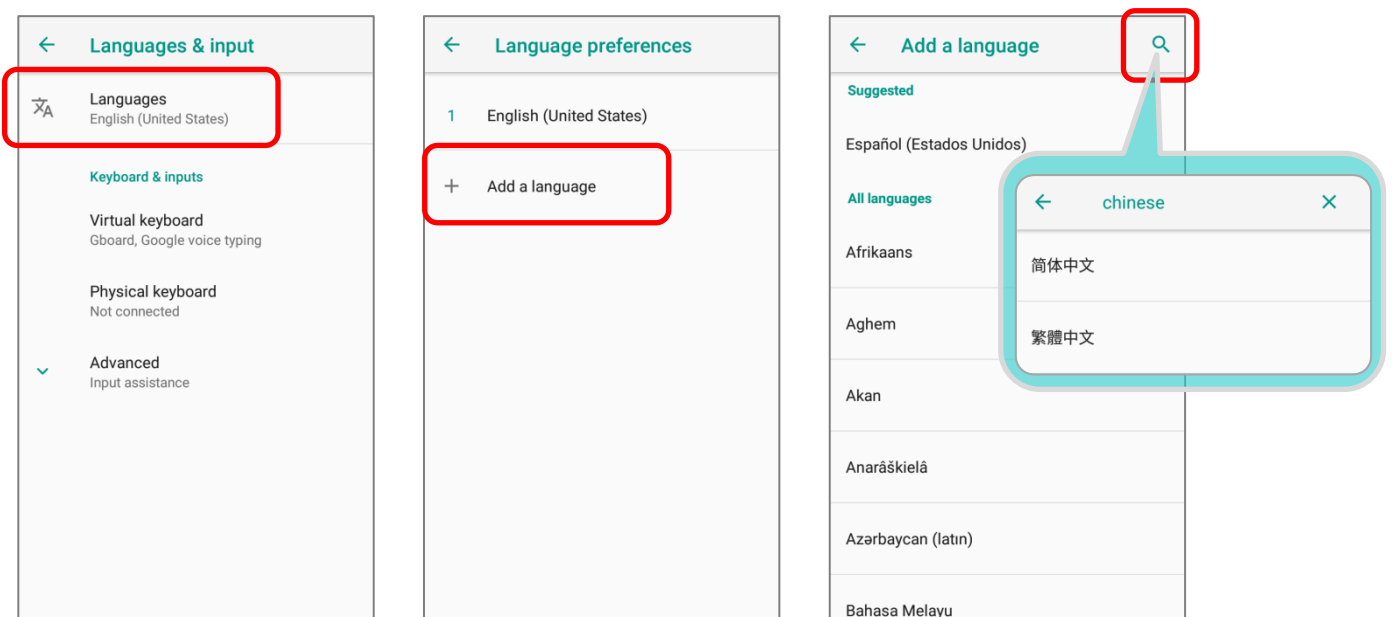 Languages & input
Languages
English (United States)
Keyboard & inputs
Virtual keyboard
Gboard, Google voice typing
Physical keyboard
Not connected
Advanced
Input assistance
Language preferences
1 English (United States)
Add a language
Add a language
Suggested
Español (Estados Unidos)
All languages
Afrikaans
Aghem
Akan
Anarâškielâ
Azərbaycan (latın)
Bahasa Melayu
chinese
简体中文
繁體中文